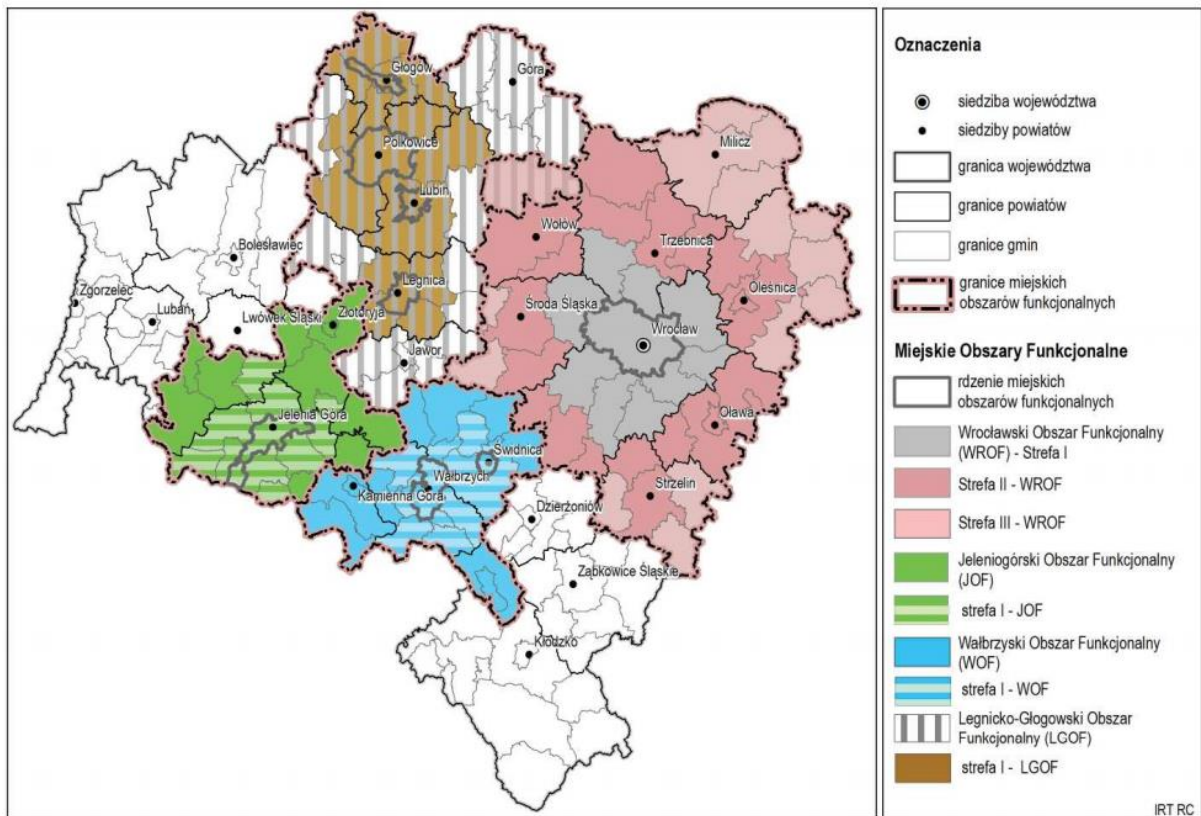 Głogów
Góra
Polkowice
Milicz
Lubin
Wołów
Trzebnica
Bolesławiec
Oleśnica
Legnica
Środa Śląska
Zgorzelec
Lubań
Lwówek Śląski
Złotoryja
Wrocław
Jawor
Jelenia Góra
Oława
Świdnica
Wałbrzych
Kamienna Góra
Strzelin
Dzierżoniów
Ząbkowice Śląskie
Kłodzko
Oznaczenia
siedziba województwa
siedziby powiatów
granica województwa
granice powiatów
granice gmin
granice miejskich
obszarów funkcjonalnych
Miejskie Obszary Funkcjonalne
rdzenie miejskich
obszarów funkcjonalnych
Wrocławski Obszar Funkcjonalny
(WROF) - Strefa I
Strefa II - WROF
Strefa III - WROF
Jeleniogórski Obszar Funkcjonalny
(JOF)
strefa I - JOF
Wałbrzyski Obszar Funkcjonalny
(WOF)
strefa I - WOF
Legnicko-Głogowski Obszar
Funkcjonalny (LGOF)
strefa I - LGOF
IRT RC